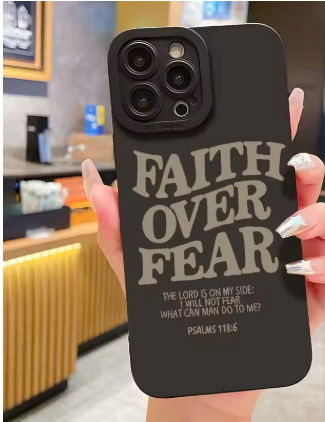 FAITH
OVER
FEAR
THE LORD IS ON MY SIDE:
I WILL NOT FEAR
WHAT CAN MAN DO TO ME?
PSALMS 118:6